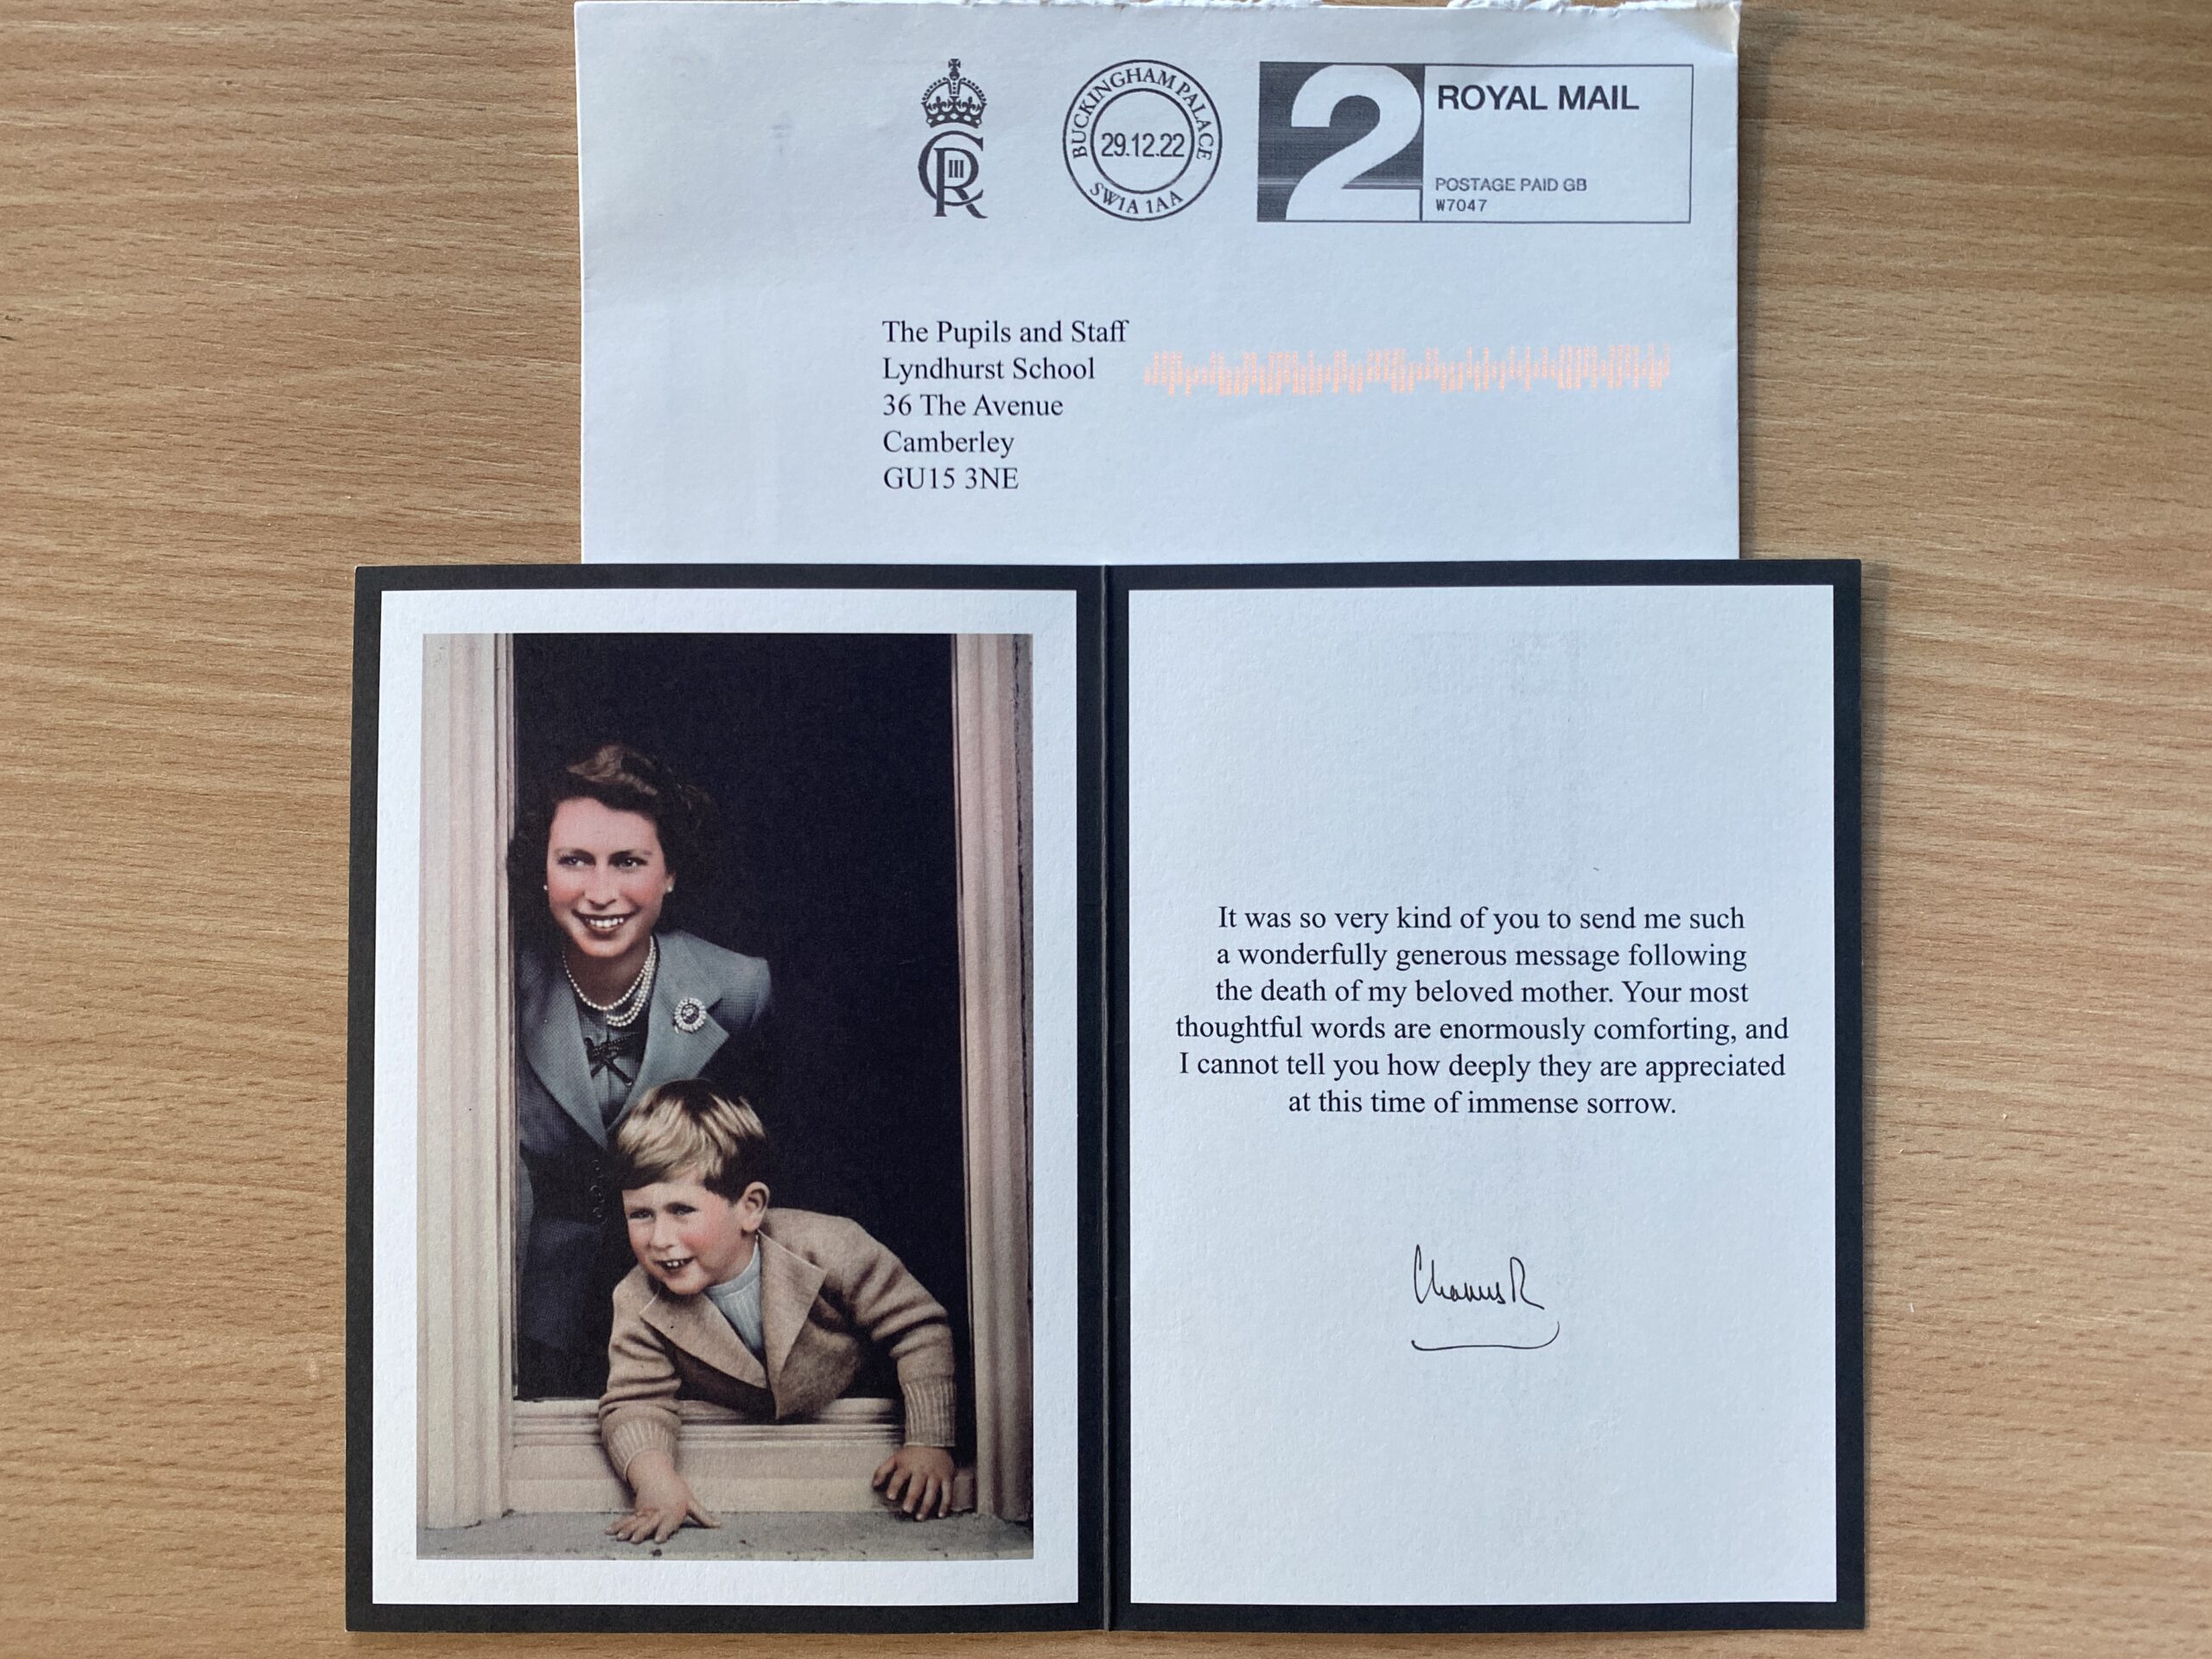 CR III
BUCKINGHAM PALACE
29.12.22
SW1A 1AA
2
ROYAL MAIL
POSTAGE PAID GB
W7047
The Pupils and Staff
Lyndhurst School
36 The Avenue
Camberley
GU15 3NE
It was so very kind of you to send me such
a wonderfully generous message following
the death of my beloved mother. Your most
thoughtful words are enormously comforting, and
I cannot tell you how deeply they are appreciated
at this time of immense sorrow.
Charles R